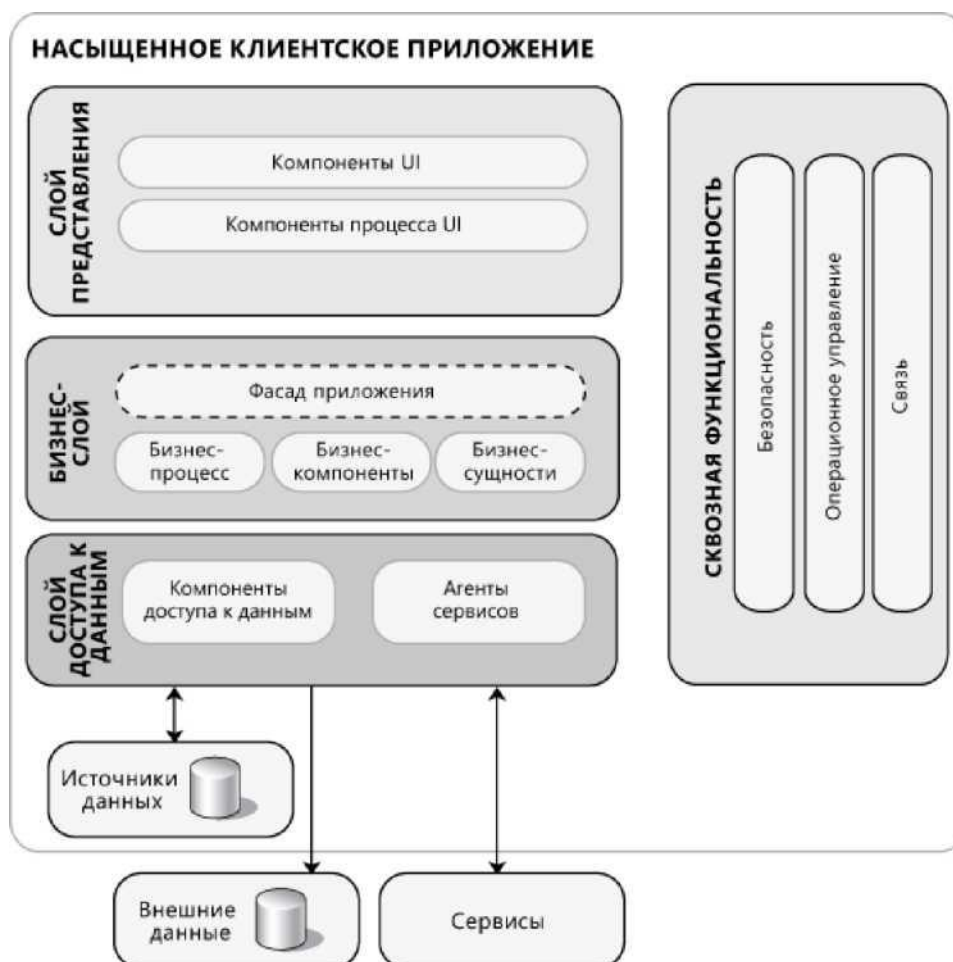 НАСЫЩЕННОЕ КЛИЕНТСКОЕ ПРИЛОЖЕНИЕ
СЛОЙ
ПРЕДСТАВЛЕНИЯ
Компоненты UI
Компоненты процесса UI
БИЗНЕС-
СЛОЙ
Фасад приложения
Бизнес-
процесс
Бизнес-
компоненты
Бизнес-
сущности
СЛОЙ
ДОСТУПА К
ДАННЫМ
Компоненты
доступа к данным
Агенты
сервисов
СКВОЗНАЯ ФУНКЦИОНАЛЬНОСТЬ
Безопасность
Операционное управление
Связь
Источники
данных
Внешние
данные
Сервисы